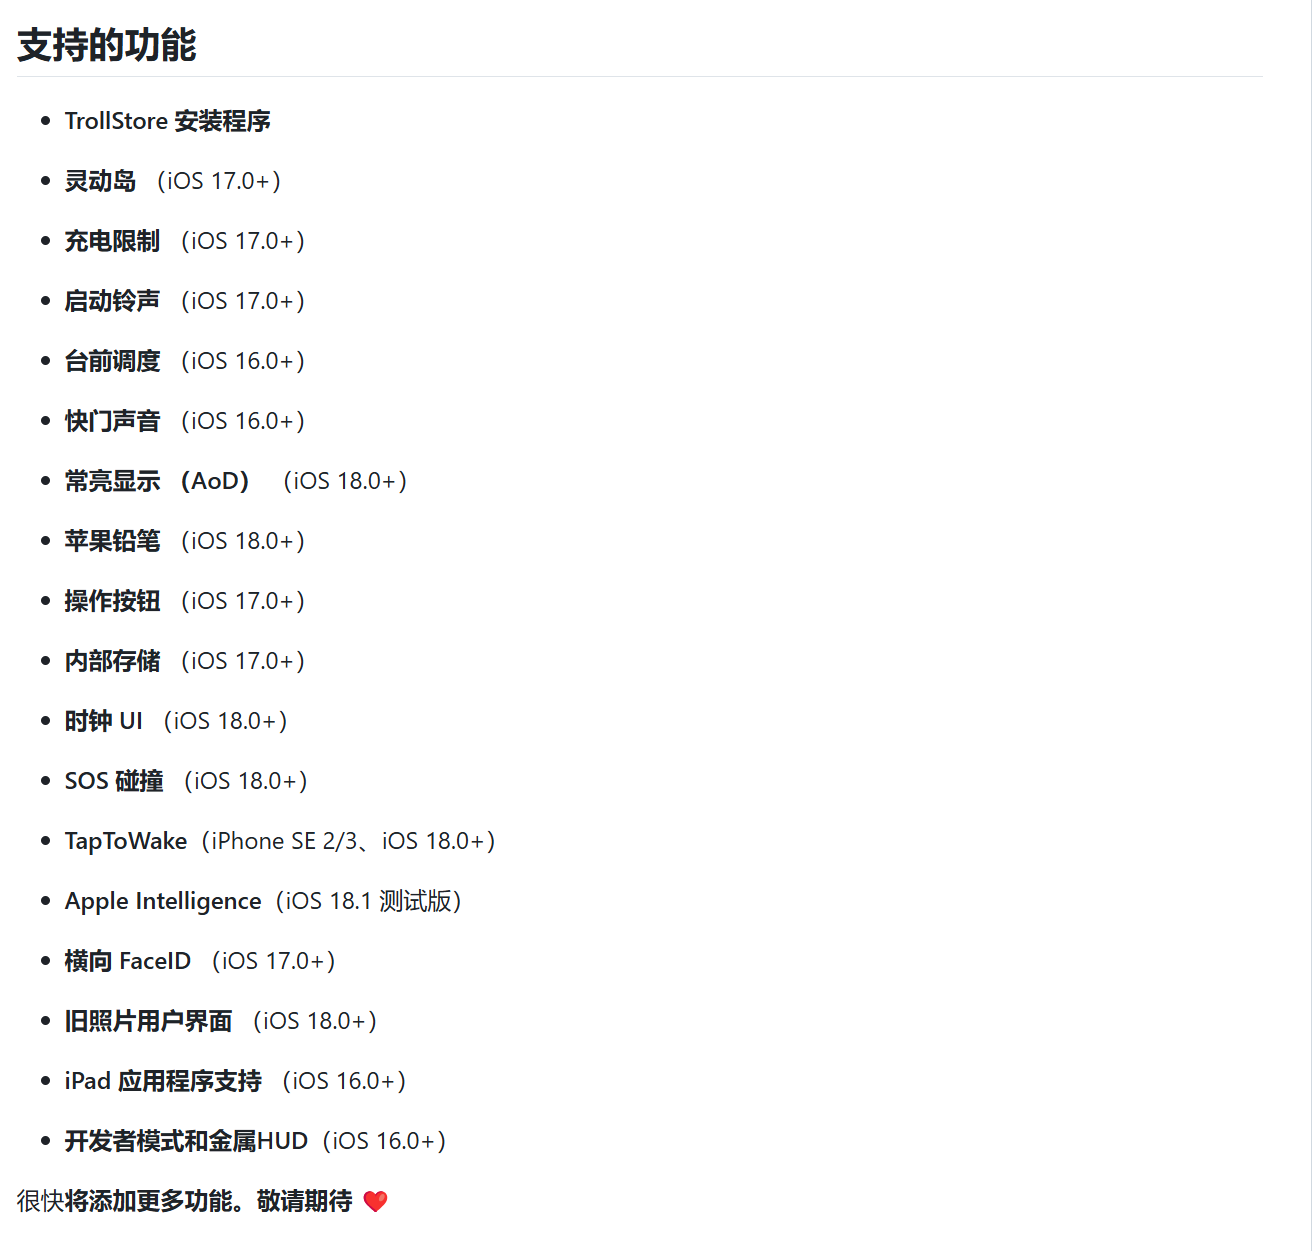 支持的功能
TrollStore 安装程序
灵动岛 （iOS 17.0+）
充电限制 （iOS 17.0+）
启动铃声 （iOS 17.0+）
台前调度 （iOS 16.0+）
快门声音 （iOS 16.0+）
常亮显示 （AoD） （iOS 18.0+）
苹果铅笔 （iOS 18.0+）
操作按钮 （iOS 17.0+）
内部存储 （iOS 17.0+）
时钟 UI （iOS 18.0+）
SOS 碰撞 （iOS 18.0+）
TapToWake（iPhone SE 2/3、iOS 18.0+）
Apple Intelligence（iOS 18.1 测试版）
横向 FaceID （iOS 17.0+）
旧照片用户界面 （iOS 18.0+）
iPad 应用程序支持 （iOS 16.0+）
开发者模式和金属HUD（iOS 16.0+）
很快将添加更多功能。敬请期待 ❤️